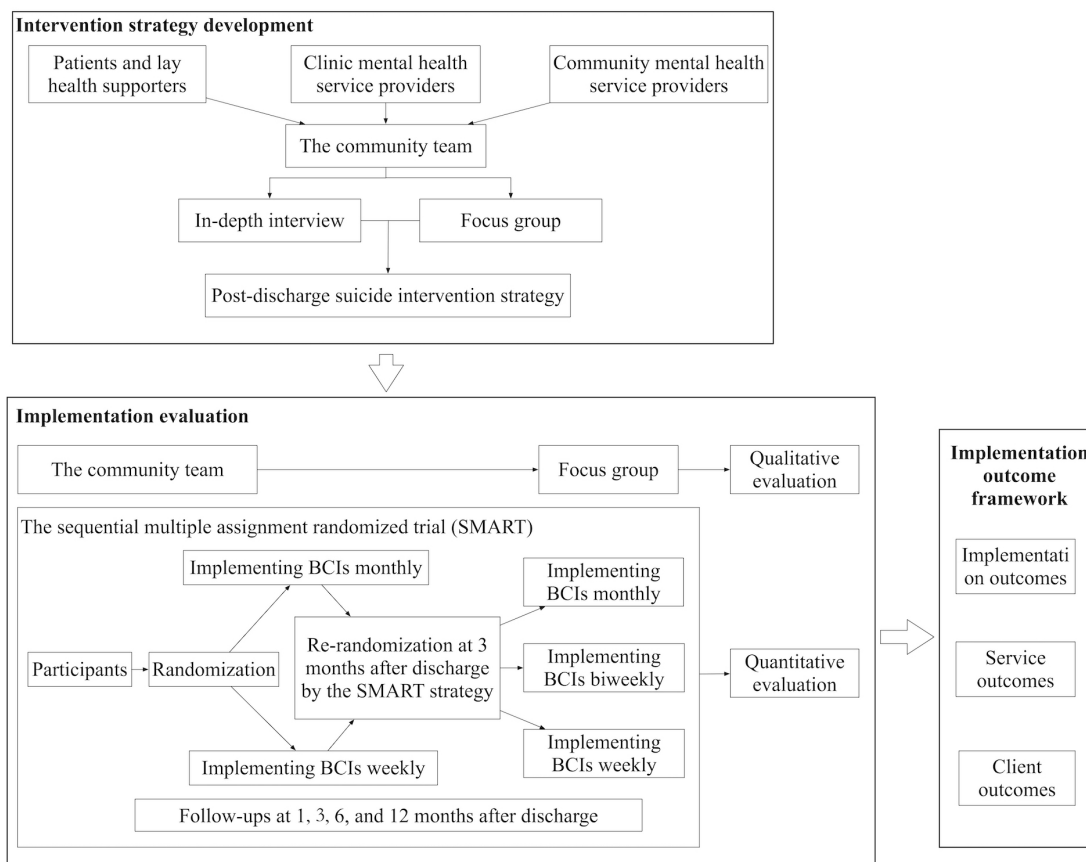 Intervention strategy development
Patients and lay
health supporters
Clinic mental health
service providers
Community mental health
service providers
The community team
In-depth interview
Focus group
Post-discharge suicide intervention strategy
Implementation evaluation
The community team
Focus group
Qualitative
evaluation
The sequential multiple assignment randomized trial (SMART)
Implementing BCIs monthly
Participants
Randomization
Implementing BCIs weekly
Re-randomization at 3
months after discharge
by the SMART strategy
Implementing
BCIs monthly
Implementing
BCIs biweekly
Implementing
BCIs weekly
Quantitative
evaluation
Follow-ups at 1, 3, 6, and 12 months after discharge
Implementation
outcome
framework
Implementati
on outcomes
Service
outcomes
Client
outcomes